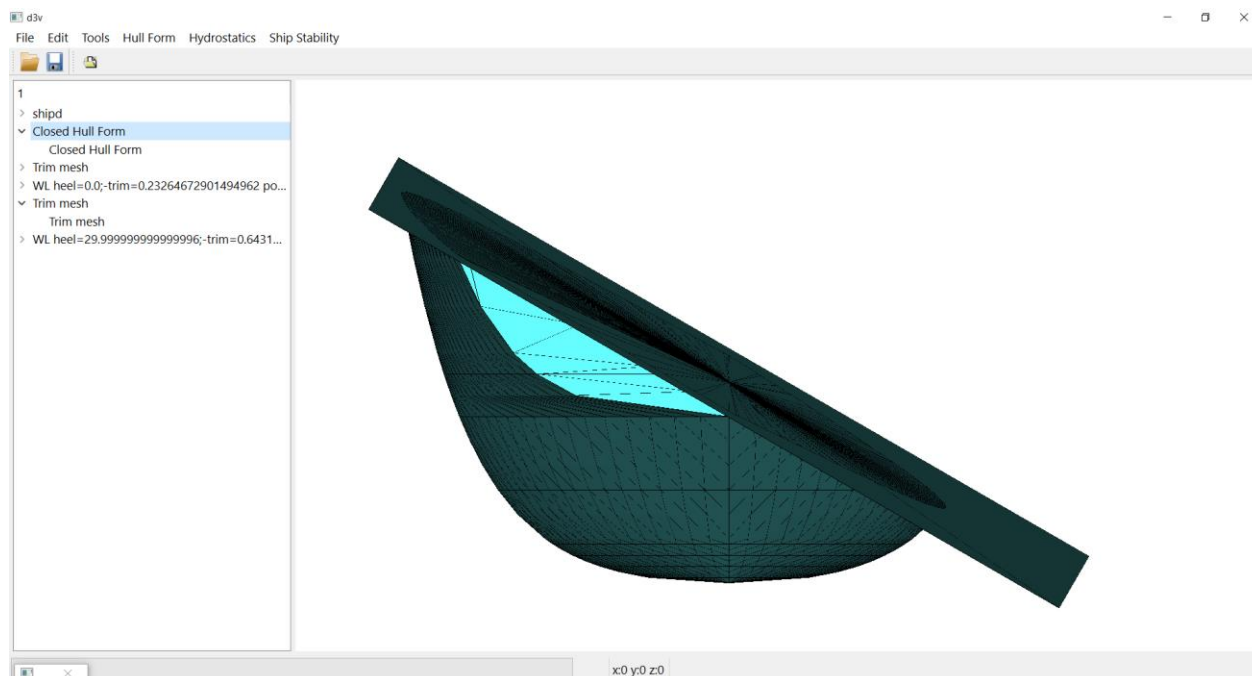 d3v
File Edit Tools Hull Form Hydrostatics Ship Stability
1
shipd
Closed Hull Form
Closed Hull Form
Trim mesh
WL heel=0.0;-trim=0.23264672901494962 po...
Trim mesh
Trim mesh
WL heel=29.999999999999996;-trim=0.6431...
x:0 y:0 z:0